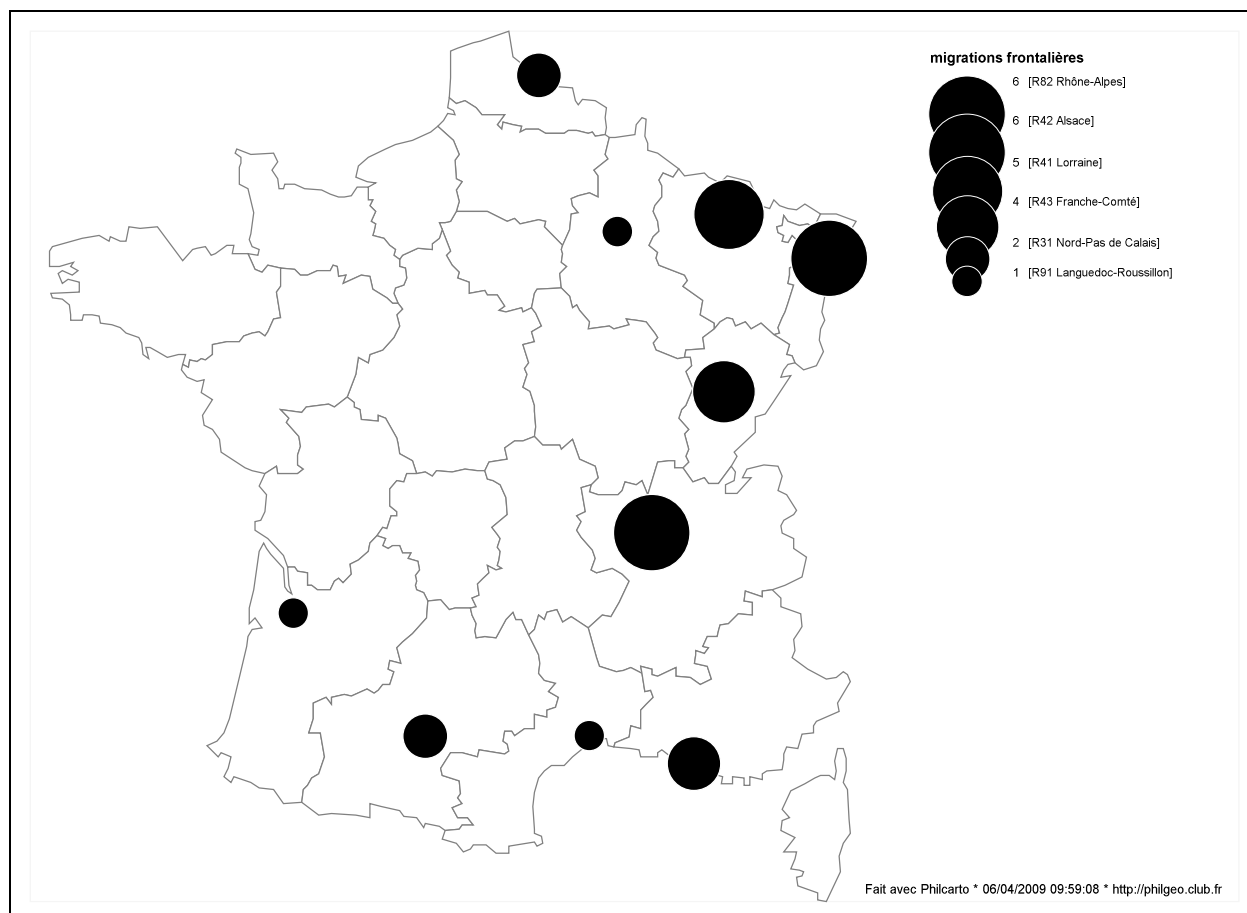 migrations frontalières
6 [R82 Rhône-Alpes]
6 [R42 Alsace]
5 [R41 Lorraine]
4 [R43 Franche-Comté]
2 [R31 Nord-Pas de Calais]
1 [R91 Languedoc-Roussillon]
Fait avec Philcarto * 06/04/2009 09:59:08 * http://philgeo.club.fr